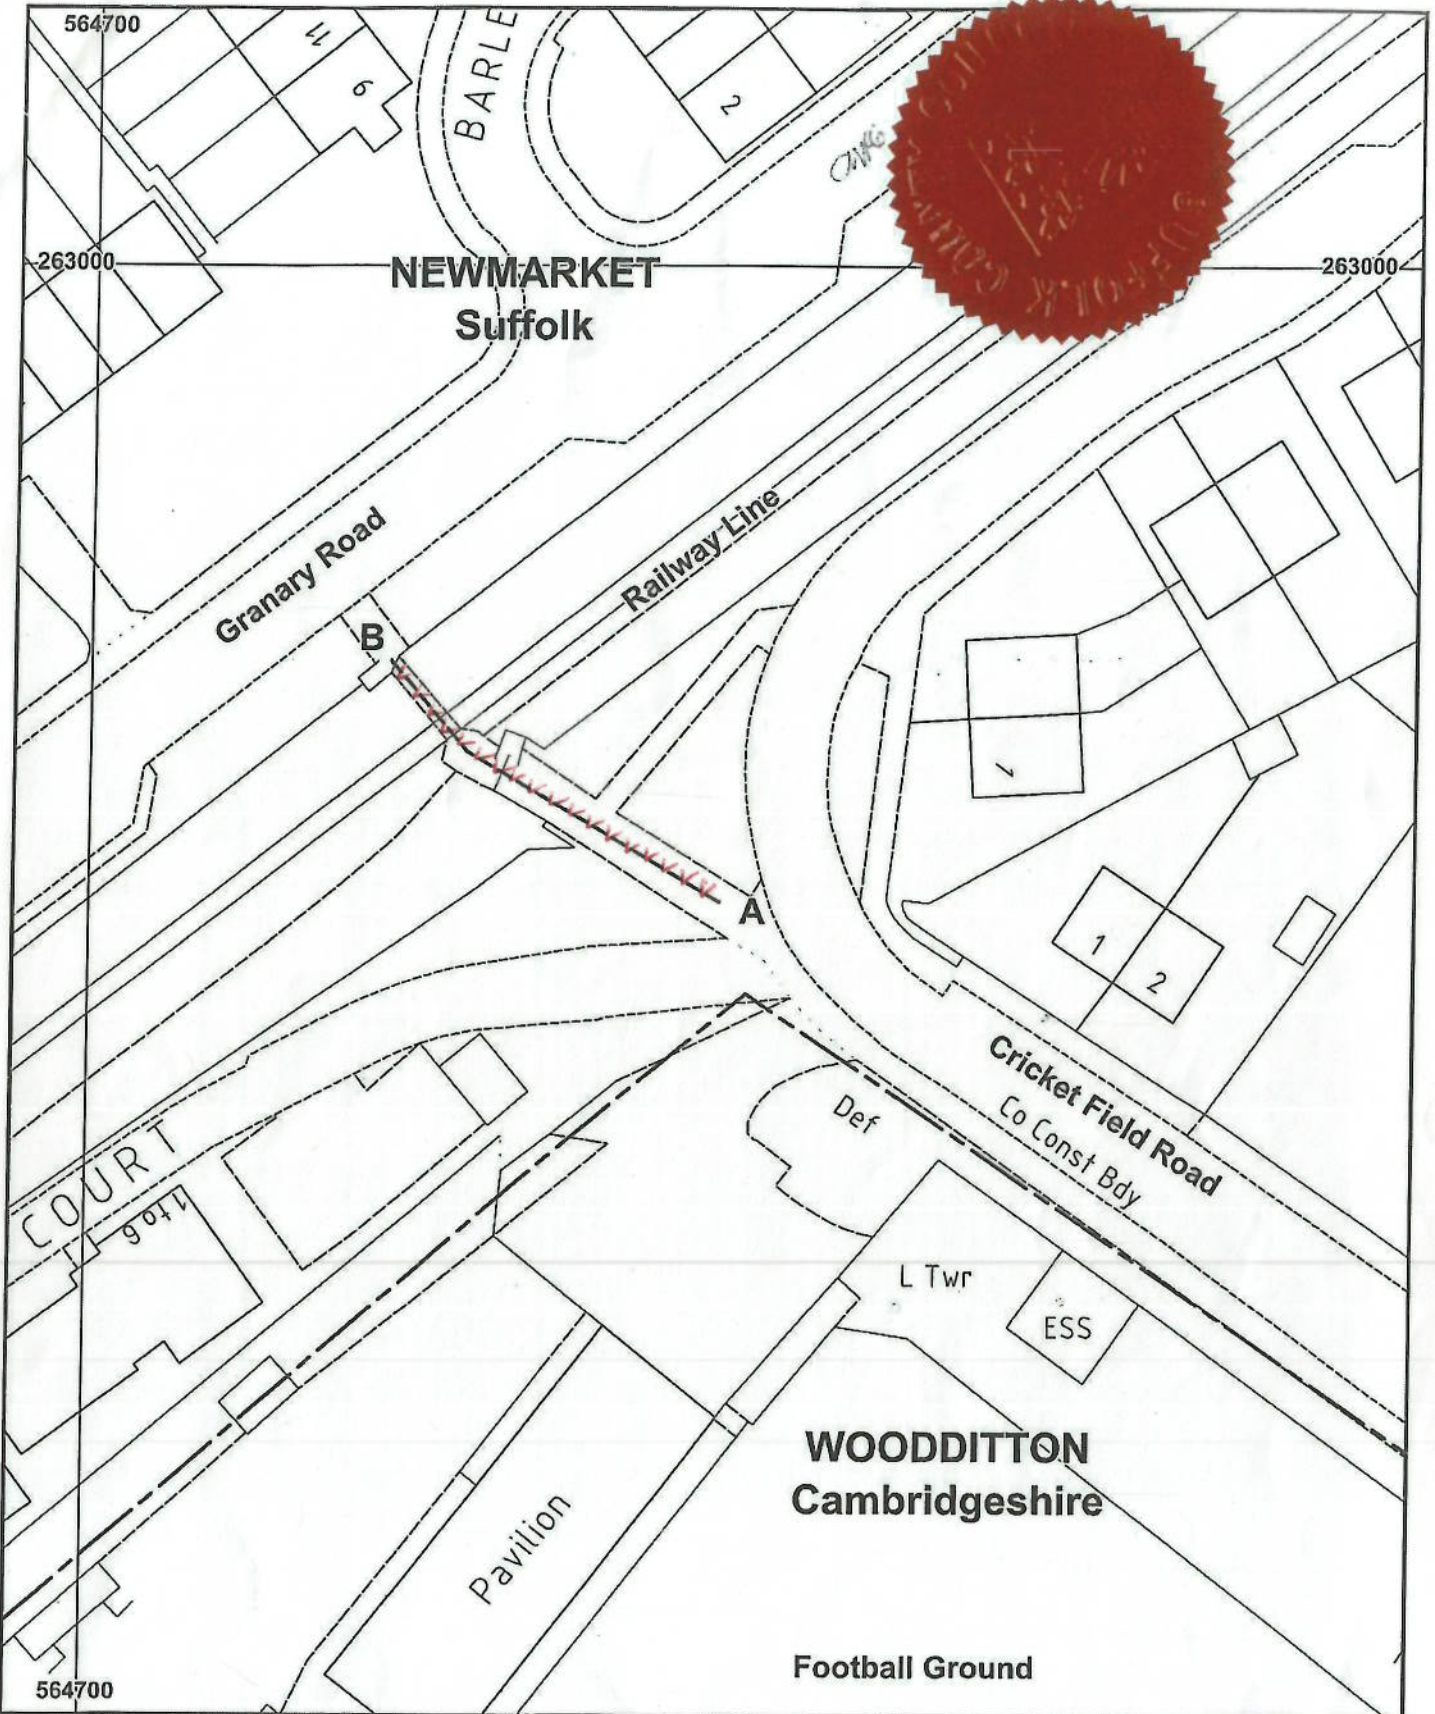 564700
11
9
BARLE
2
263000
NEWMARKET
Suffolk
263000
Granary Road
Railway Line
B
1
A
1
2
Cricket Field Road
Co Const Bdy
Def
COURT
1 to 6
L Twr
ESS
WOODDITTON
Cambridgeshire
Pavilion
Football Ground
564700